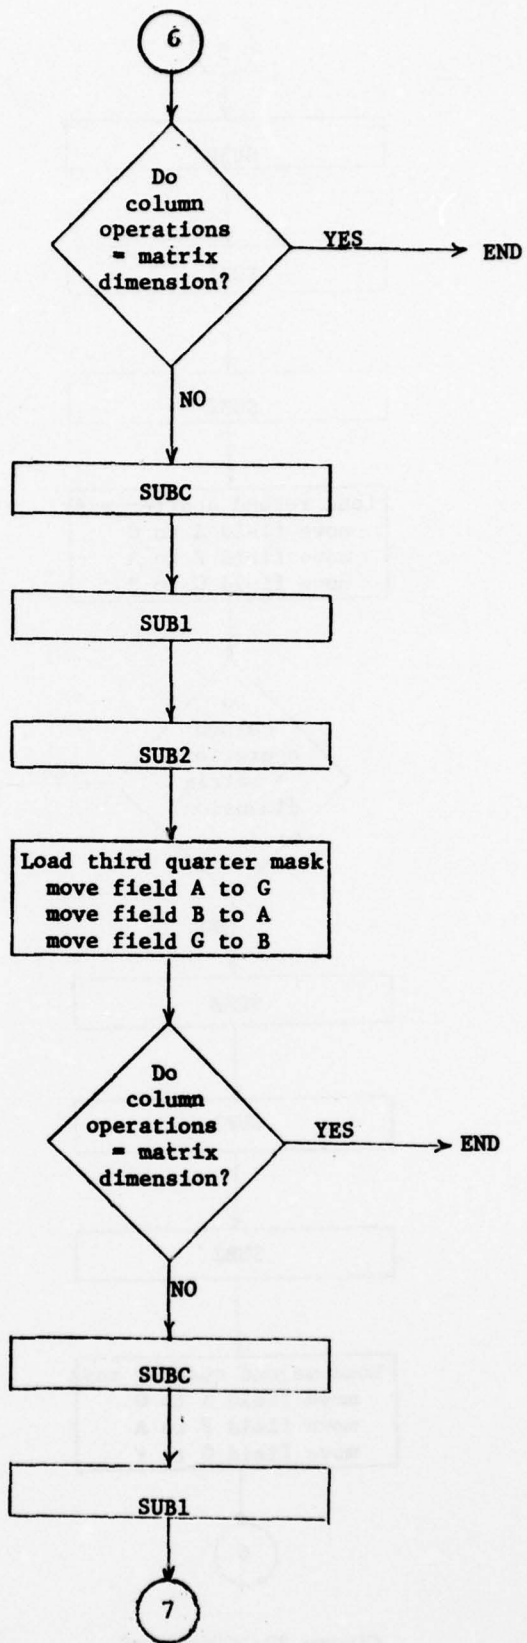 6
Do
column
operations
= matrix
dimension?
YES
END
NO
SUBC
SUB1
SUB2
Load third quarter mask
move field A to G
move field B to A
move field G to B
Do
column
operations
= matrix
dimension?
YES
END
NO
SUBC
SUB1
7